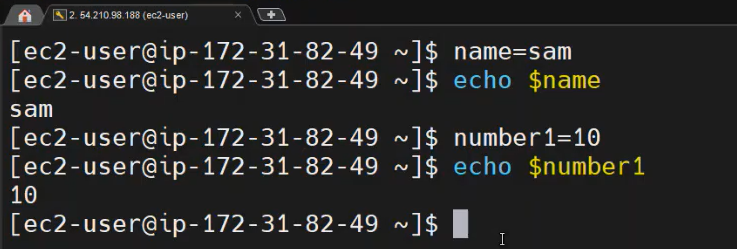 2. 54.210.98.188 (ec2-user)
[ec2-user@ip-172-31-82-49 ~]$ name=sam
[ec2-user@ip-172-31-82-49 ~]$ echo $name
sam
[ec2-user@ip-172-31-82-49 ~]$ number1=10
[ec2-user@ip-172-31-82-49 ~]$ echo $number1
10
[ec2-user@ip-172-31-82-49 ~]$